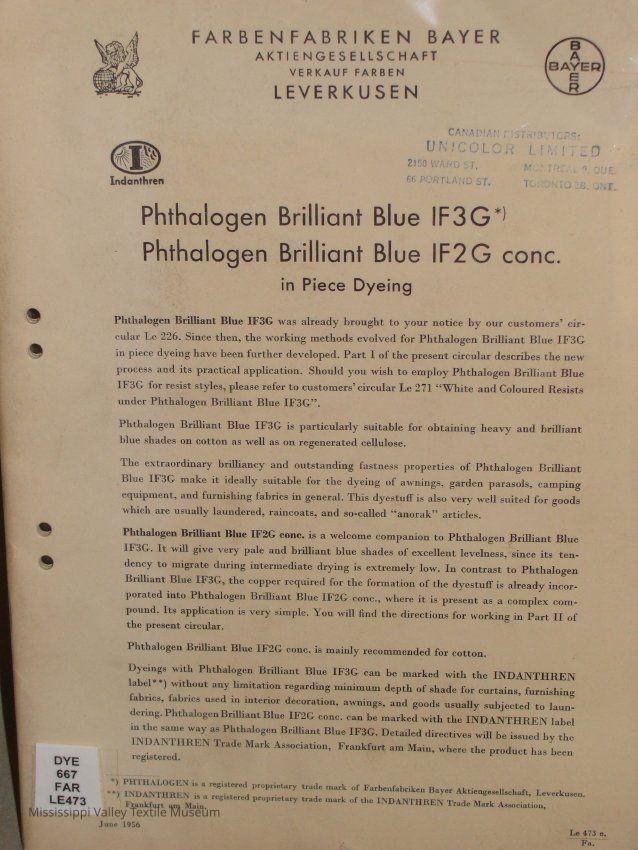 FARBENFABRIKEN BAYER
AKTIENGESELLSCHAFT
VERKAUF FARBEN
LEVERKUSEN
BAYER
BAYER
CANADIAN DISTRIBUTORS:
UNICOLOR LIMITED
2160 WARD ST. MONTREAL 9, QUE.
66 PORTLAND ST. TORONTO 2B, ONT.
I
Indanthren
Phthalogen Brilliant Blue IF3G*)
Phthalogen Brilliant Blue IF2G conc.
in Piece Dyeing
Phthalogen Brilliant Blue IF3G was already brought to your notice by our customers' cir-
cular Le 226. Since then, the working methods evolved for Phthalogen Brilliant Blue IF3G
in piece dyeing have been further developed. Part I of the present circular describes the new
process and its practical application. Should you wish to employ Phthalogen Brilliant Blue
IF3G for resist styles, please refer to customers' circular Le 271 “White and Coloured Resists
under Phthalogen Brilliant Blue IF3G”.
Phthalogen Brilliant Blue IF3G is particularly suitable for obtaining heavy and brilliant
blue shades on cotton as well as on regenerated cellulose.
The extraordinary brilliancy and outstanding fastness properties of Phthalogen Brilliant
Blue IF3G make it ideally suitable for the dyeing of awnings, garden parasols, camping
equipment, and furnishing fabrics in general. This dyestuff is also very well suited for goods
which are usually laundered, raincoats, and so-called “anorak” articles.
Phthalogen Brilliant Blue IF2G conc. is a welcome companion to Phthalogen Brilliant Blue
IF3G. It will give very pale and brilliant blue shades of excellent levelness, since its ten-
dency to migrate during intermediate drying is extremely low. In contrast to Phthalogen
Brilliant Blue IF3G, the copper required for the formation of the dyestuff is already incor-
porated into Phthalogen Brilliant Blue IF2G conc., where it is present as a complex com-
pound. Its application is very simple. You will find the directions for working in Part II of
the present circular.
Phthalogen Brilliant Blue IF2G conc. is mainly recommended for cotton.
Dyeings with Phthalogen Brilliant Blue IF3G can be marked with the INDANTHREN
label**) without any limitation regarding minimum depth of shade for curtains, furnishing
fabrics, fabrics used in interior decoration, awnings, and goods usually subjected to laun-
dering. Phthalogen Brilliant Blue IF2G conc. can be marked with the INDANTHREN label
in the same way as Phthalogen Brilliant Blue IF3G. Detailed directives will be issued by the
INDANTHREN Trade Mark Association, Frankfurt am Main, where the product has been
registered.
DYE
667
FAR
LE473
*) PHTHALOGEN is a registered proprietary trade mark of Farbenfabriken Bayer Aktiengesellschaft, Leverkusen.
**) INDANTHREN is a registered proprietary trade mark of the INDANTHREN Trade Mark Association,
Frankfurt am Main.
Mississippi Valley Textile Museum
June 1956
Le 473 e.
Fa.